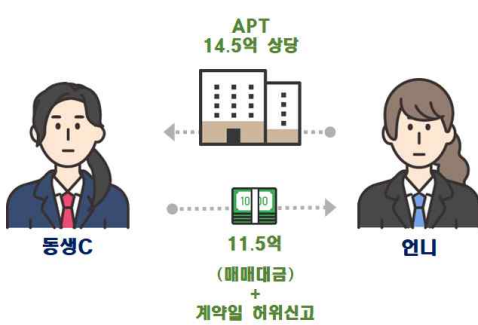 APT
14.5억 상당
동생C
언니
11.5억
(매매대금)
+
계약일 허위신고